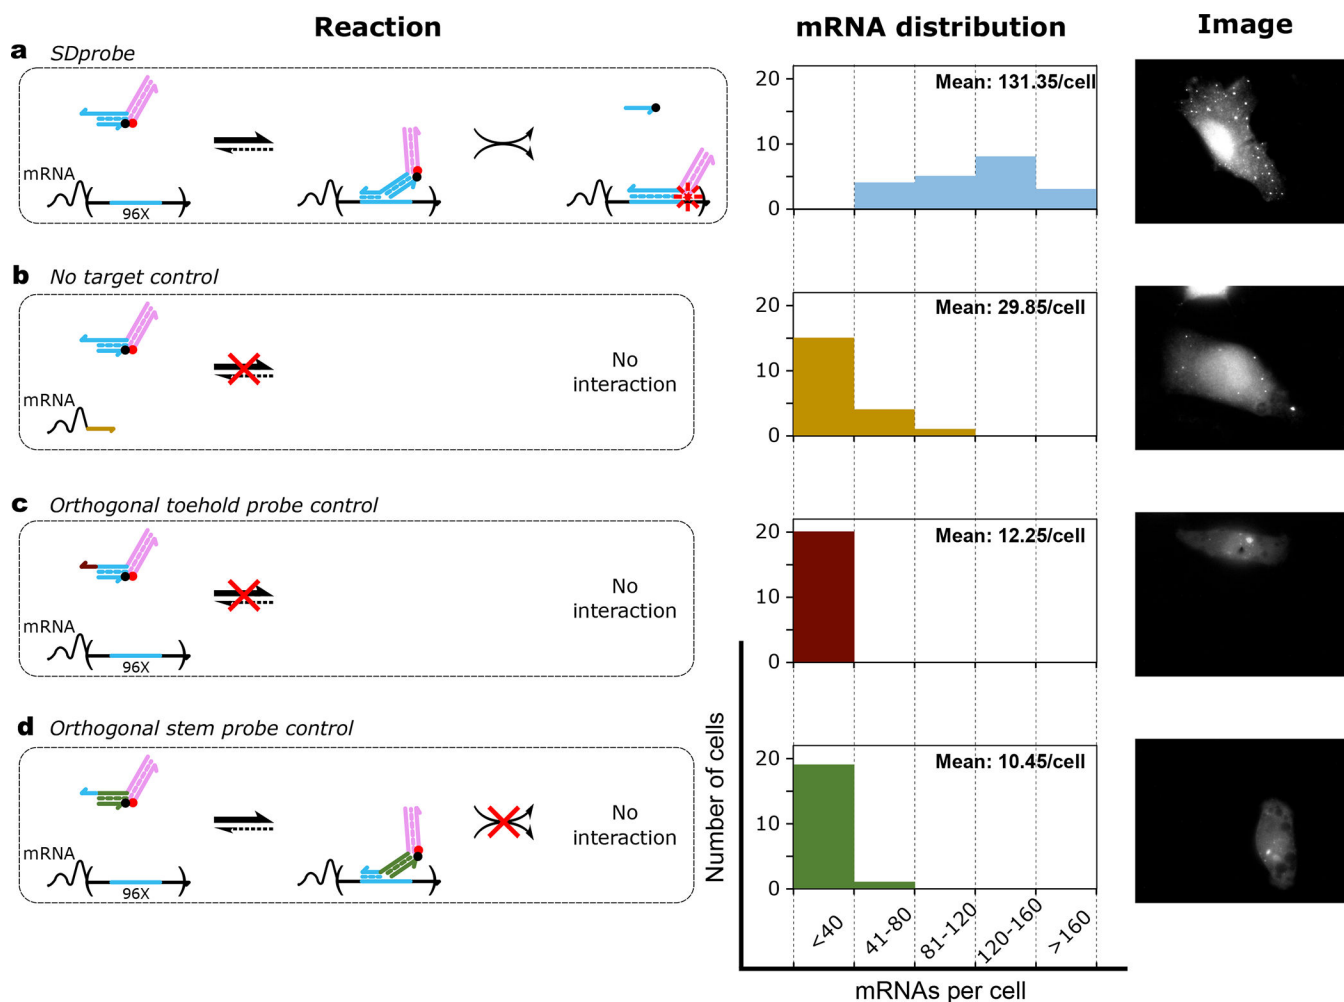 Reaction
mRNA distribution
Image
a SDprobe
mRNA
96X
20
10
0
Mean: 131.35/cell
b No target control
mRNA
No
interaction
20
10
0
Mean: 29.85/cell
c Orthogonal toehold probe control
mRNA
96X
No
interaction
20
10
0
Mean: 12.25/cell
d Orthogonal stem probe control
mRNA
96X
No
interaction
20
10
0
Mean: 10.45/cell
Number of cells
<40
41-80
81-120
120-160
>160
mRNAs per cell